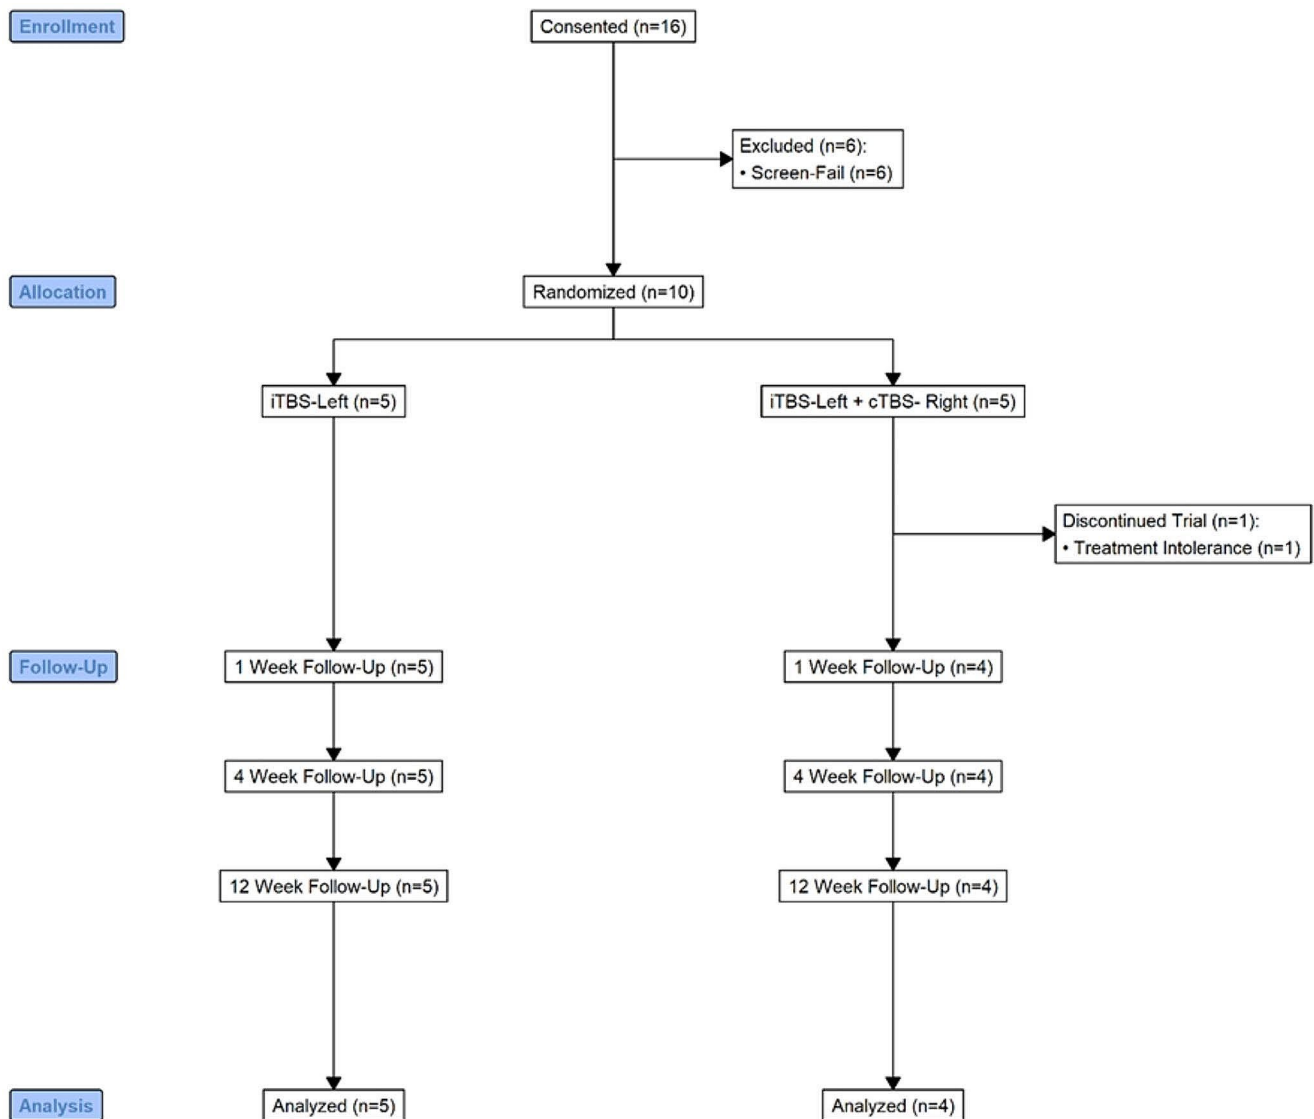 Enrollment
Consented (n=16)
Excluded (n=6):
• Screen-Fail (n=6)
Allocation
Randomized (n=10)
iTBS-Left (n=5)
iTBS-Left + cTBS- Right (n=5)
Discontinued Trial (n=1):
• Treatment Intolerance (n=1)
Follow-Up
1 Week Follow-Up (n=5)
1 Week Follow-Up (n=4)
4 Week Follow-Up (n=5)
4 Week Follow-Up (n=4)
12 Week Follow-Up (n=5)
12 Week Follow-Up (n=4)
Analysis
Analyzed (n=5)
Analyzed (n=4)